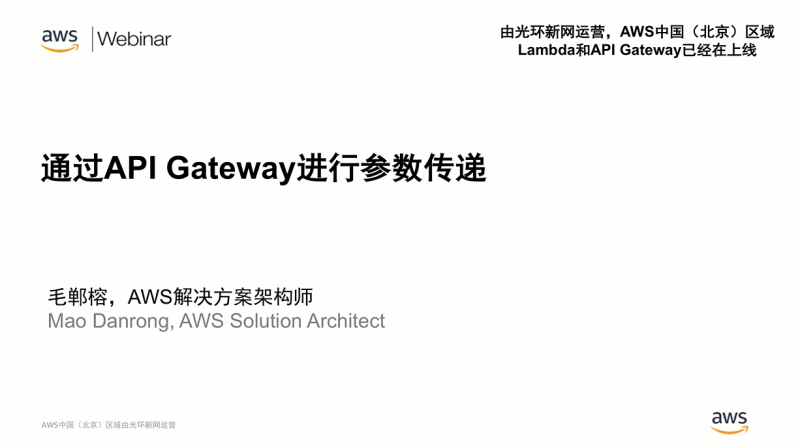 aws Webinar
由光环新网运营，AWS中国（北京）区域
Lambda和API Gateway已经在上线
通过API Gateway进行参数传递
毛郸榕，AWS解决方案架构师
Mao Danrong, AWS Solution Architect
AWS中国（北京）区域由光环新网运营
aws